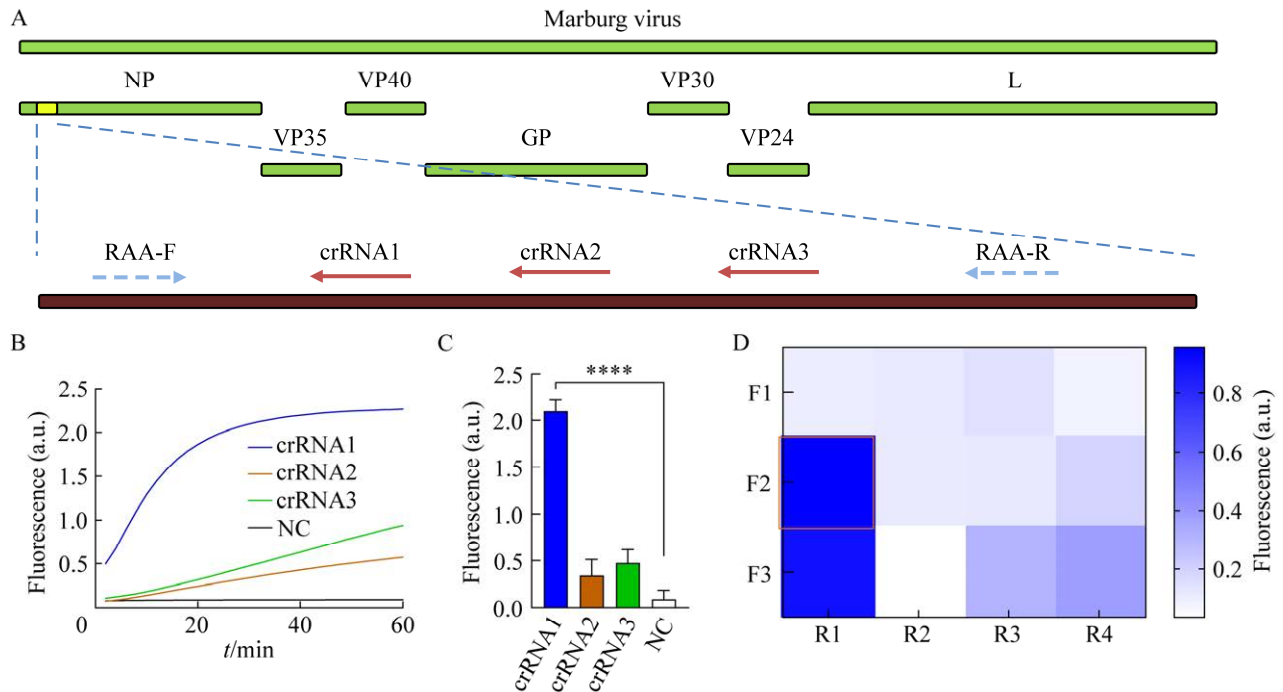 A
Marburg virus
NP VP40 VP30 L
VP35 GP VP24
RAA-F crRNA1 crRNA2 crRNA3 RAA-R
B
Fluorescence (a.u.)
2.5
2.0
1.5
1.0
0.5
0 20 40 60
t/min
crRNA1
crRNA2
crRNA3
NC
C
Fluorescence (a.u.)
2.5
2.0
1.5
1.0
0.5
0.0
****
crRNA1 crRNA2 crRNA3 NC
D
F1
F2
F3
R1 R2 R3 R4
0.8
0.6
0.4
0.2
Fluorescence (a.u.)